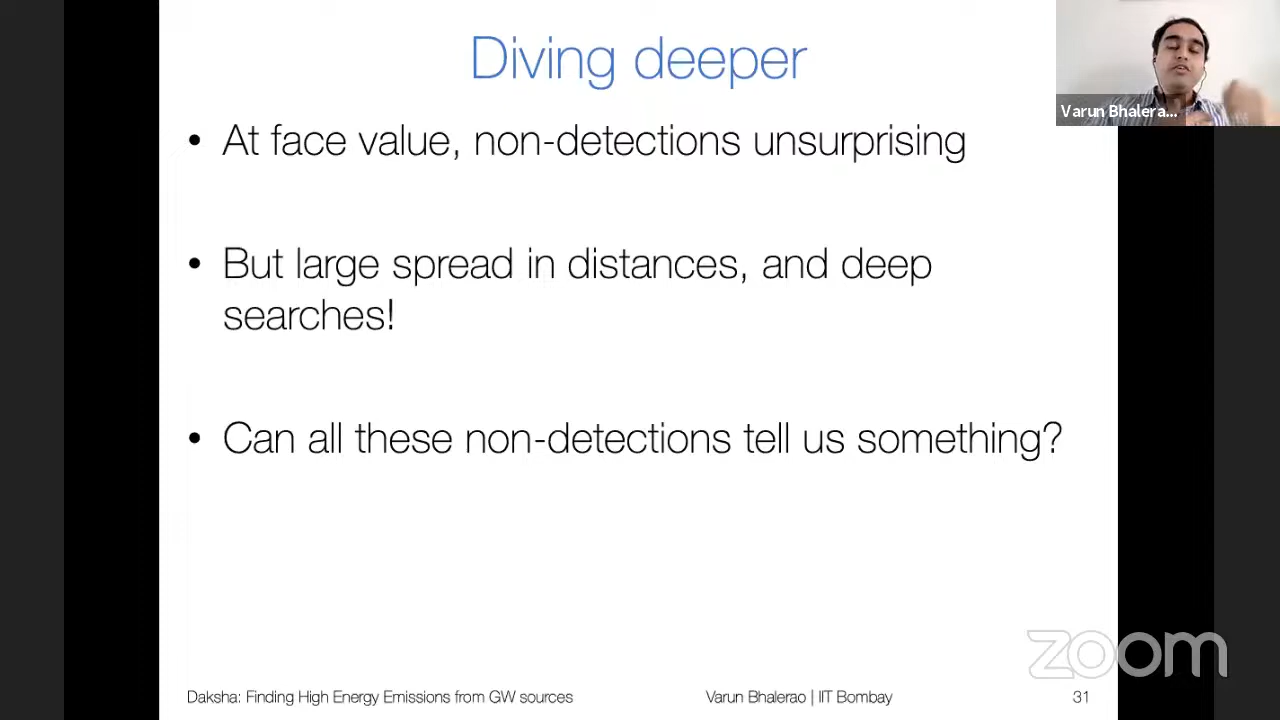 Diving deeper
Varun Bhalera...
• At face value, non-detections unsurprising
• But large spread in distances, and deep
searches!
• Can all these non-detections tell us something?
zoom
Daksha: Finding High Energy Emissions from GW sources
Varun Bhalerao | IIT Bombay
31